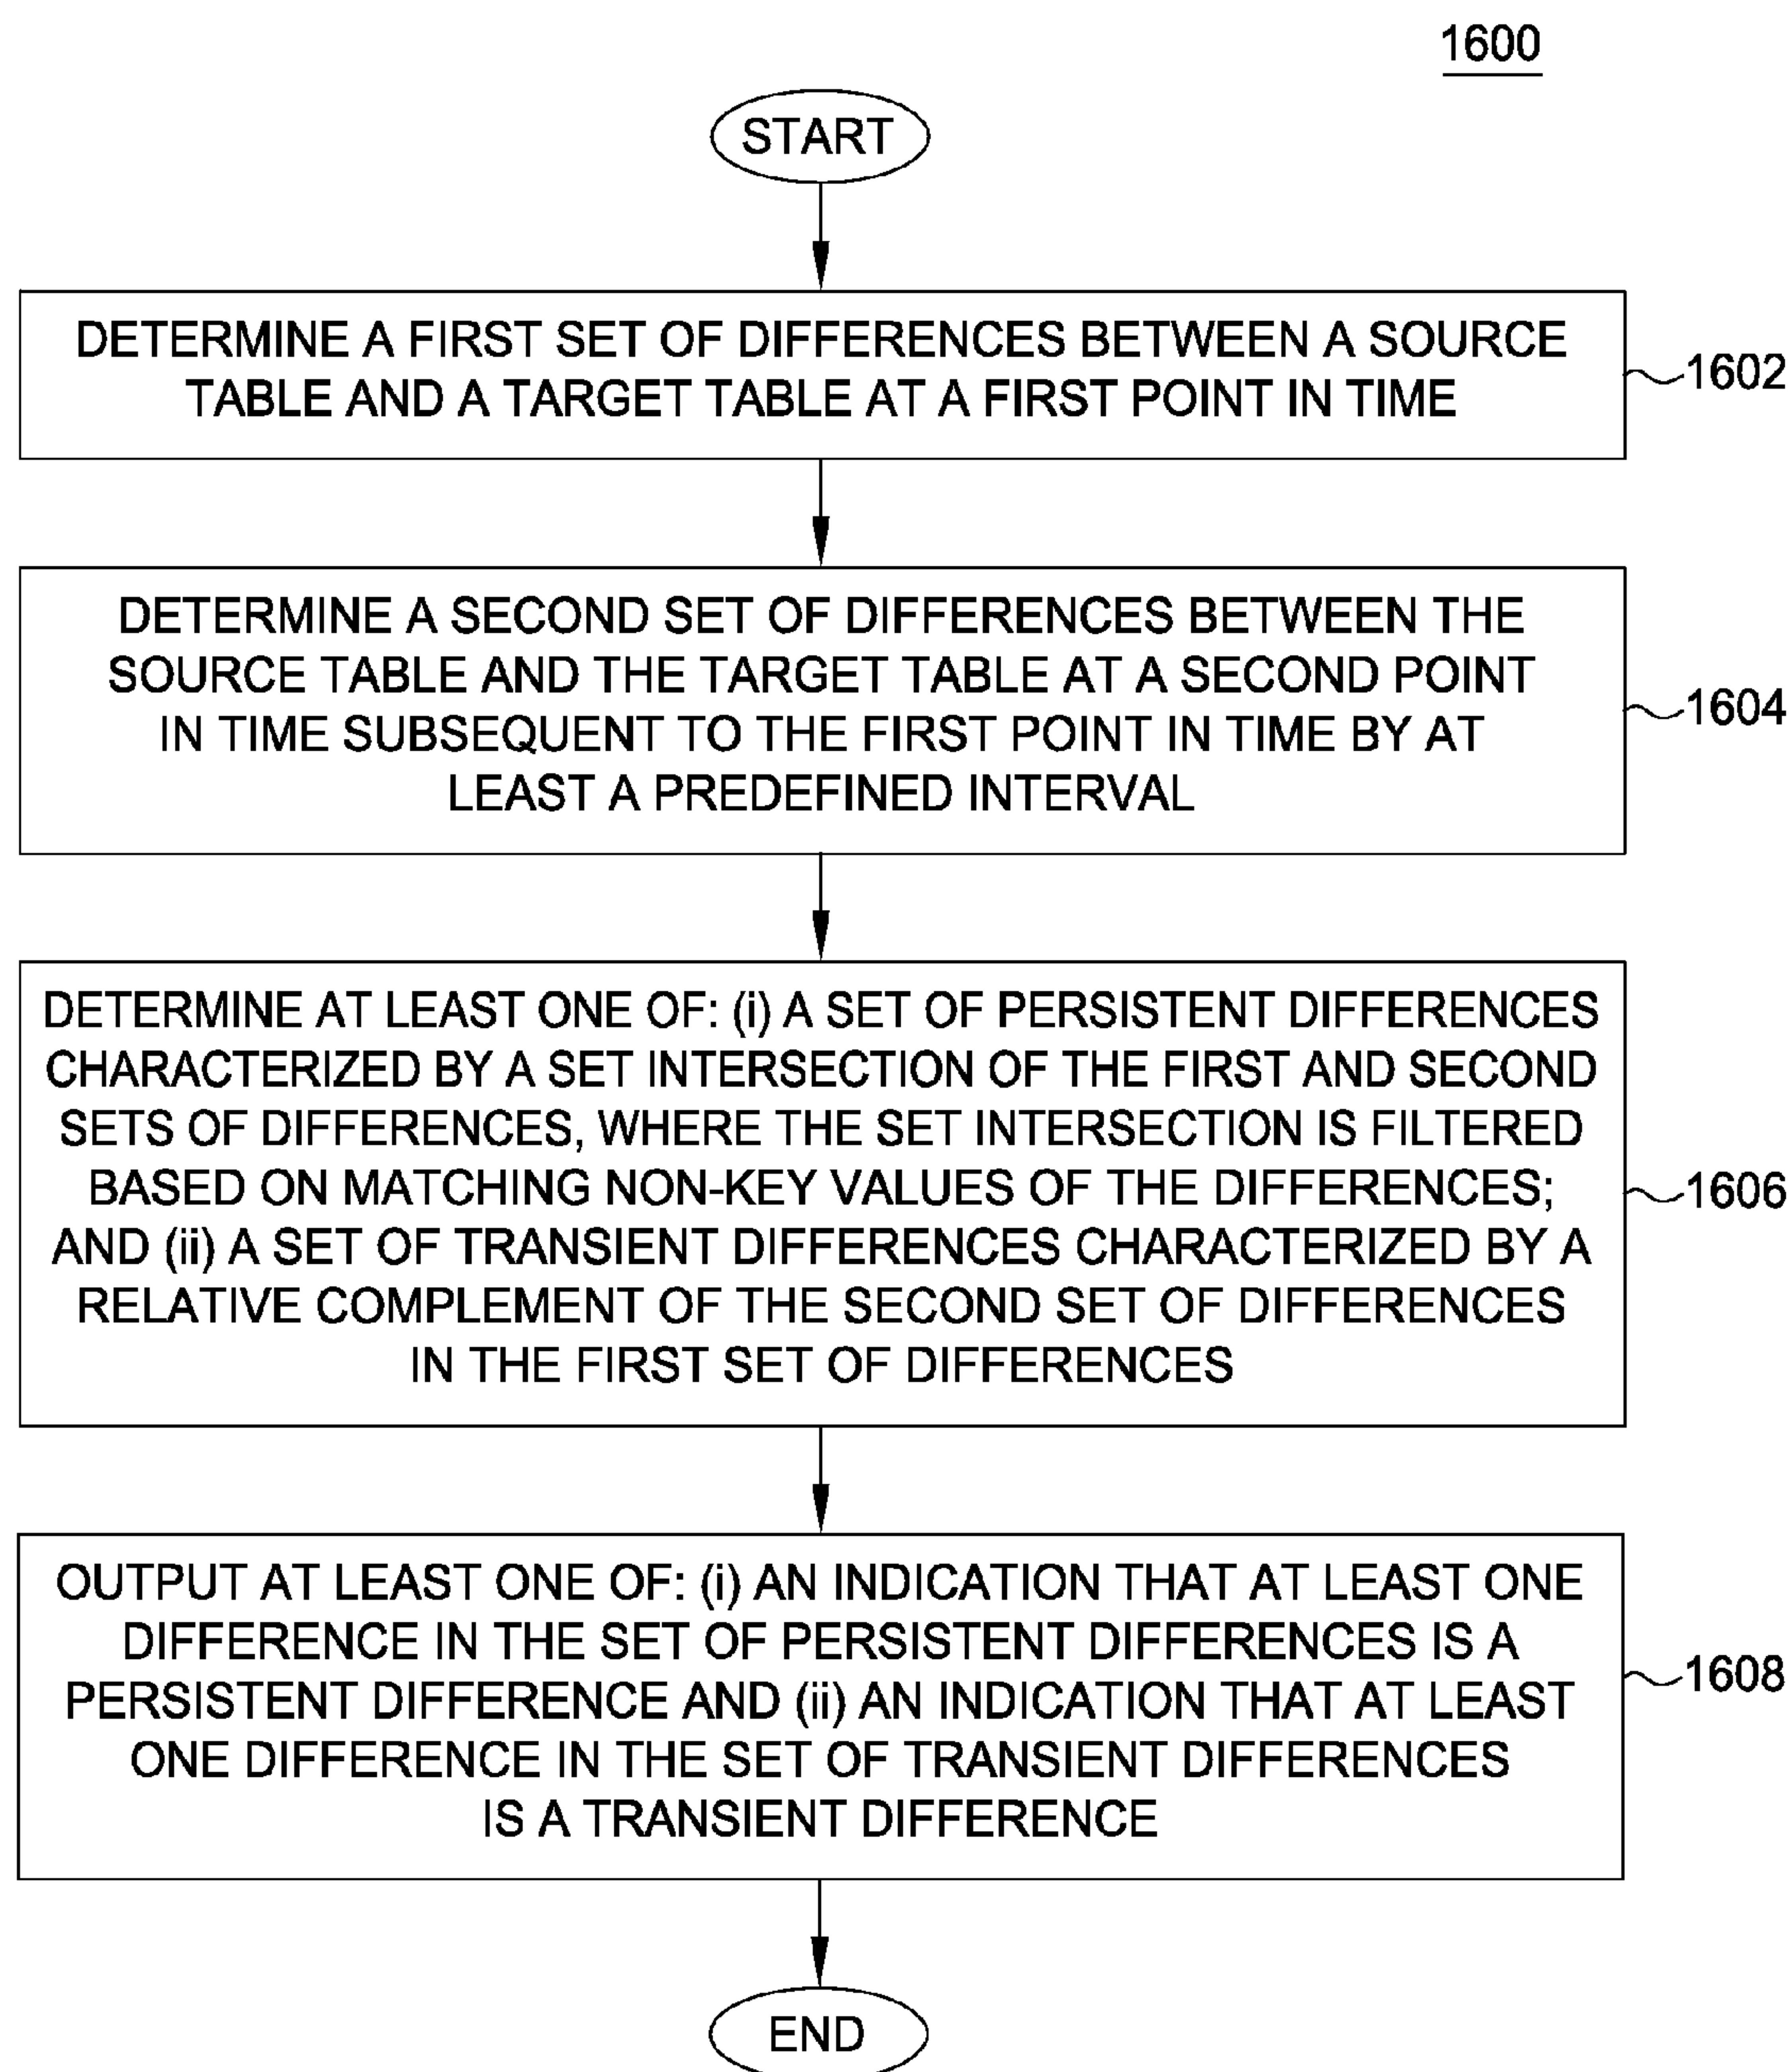 1600
START
DETERMINE A FIRST SET OF DIFFERENCES BETWEEN A SOURCE
TABLE AND A TARGET TABLE AT A FIRST POINT IN TIME
1602
DETERMINE A SECOND SET OF DIFFERENCES BETWEEN THE
SOURCE TABLE AND THE TARGET TABLE AT A SECOND POINT
IN TIME SUBSEQUENT TO THE FIRST POINT IN TIME BY AT
LEAST A PREDEFINED INTERVAL
1604
DETERMINE AT LEAST ONE OF: (i) A SET OF PERSISTENT DIFFERENCES
CHARACTERIZED BY A SET INTERSECTION OF THE FIRST AND SECOND
SETS OF DIFFERENCES, WHERE THE SET INTERSECTION IS FILTERED
BASED ON MATCHING NON-KEY VALUES OF THE DIFFERENCES;
AND (ii) A SET OF TRANSIENT DIFFERENCES CHARACTERIZED BY A
RELATIVE COMPLEMENT OF THE SECOND SET OF DIFFERENCES
IN THE FIRST SET OF DIFFERENCES
1606
OUTPUT AT LEAST ONE OF: (i) AN INDICATION THAT AT LEAST ONE
DIFFERENCE IN THE SET OF PERSISTENT DIFFERENCES IS A
PERSISTENT DIFFERENCE AND (ii) AN INDICATION THAT AT LEAST
ONE DIFFERENCE IN THE SET OF TRANSIENT DIFFERENCES
IS A TRANSIENT DIFFERENCE
1608
END